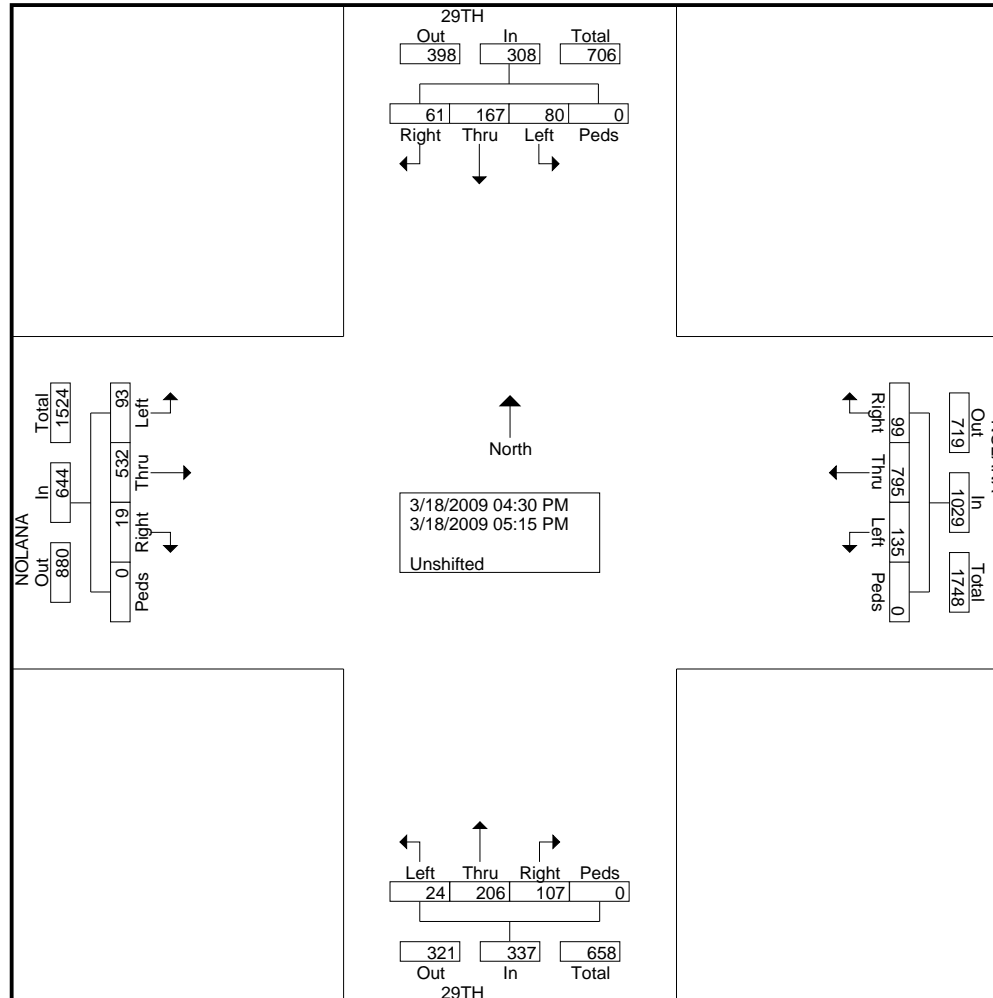 29TH
Out In Total
398 308 706
61 167 80 0
Right Thru Left Peds
Total 1524
In 644
Out 880
NOLANA
93 532 19 0
Left Thru Right Peds
North
3/18/2009 04:30 PM
3/18/2009 05:15 PM
Unshifted
Right Thru Left Peds
99 795 135 0
Out 719
In 1029
Total 1748
Left Thru Right Peds
24 206 107 0
321 337 658
Out In Total
29TH